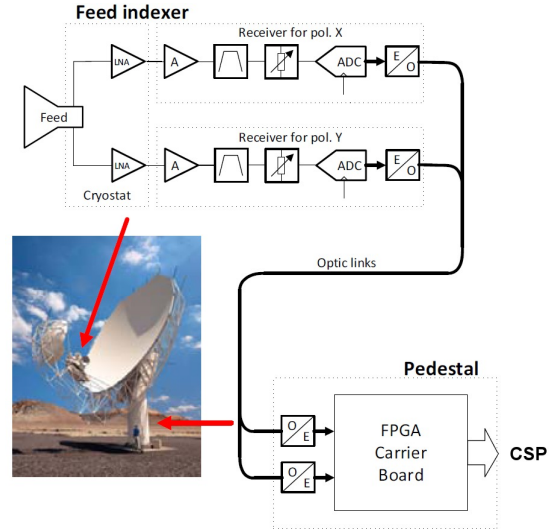 Feed indexer
Receiver for pol. X
LNA
A
ADC
E
O
Feed
Receiver for pol. Y
LNA
A
ADC
E
O
Cryostat
Optic links
Pedestal
O
E
FPGA
Carrier
Board
CSP
O
E